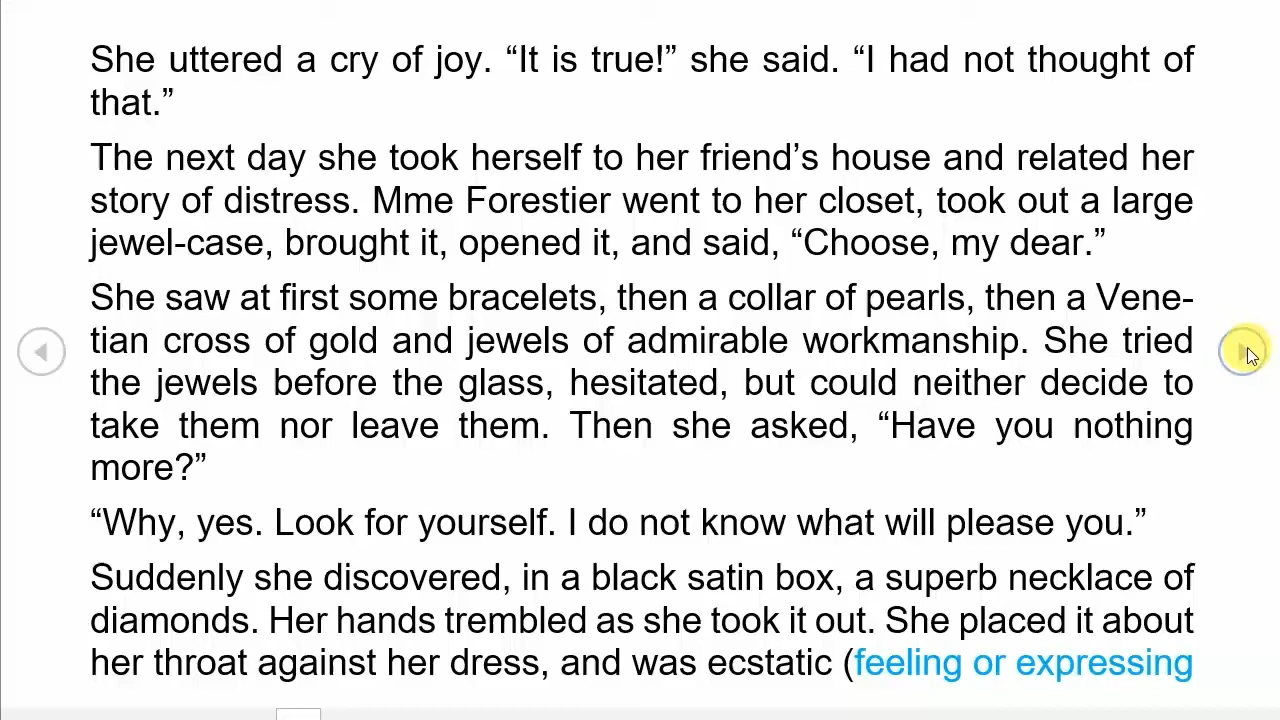 She uttered a cry of joy. “It is true!” she said. “I had not thought of
that.”
The next day she took herself to her friend’s house and related her
story of distress. Mme Forestier went to her closet, took out a large
jewel-case, brought it, opened it, and said, “Choose, my dear.”
She saw at first some bracelets, then a collar of pearls, then a Vene-
tian cross of gold and jewels of admirable workmanship. She tried
the jewels before the glass, hesitated, but could neither decide to
take them nor leave them. Then she asked, “Have you nothing
more?”
“Why, yes. Look for yourself. I do not know what will please you.”
Suddenly she discovered, in a black satin box, a superb necklace of
diamonds. Her hands trembled as she took it out. She placed it about
her throat against her dress, and was ecstatic (feeling or expressing